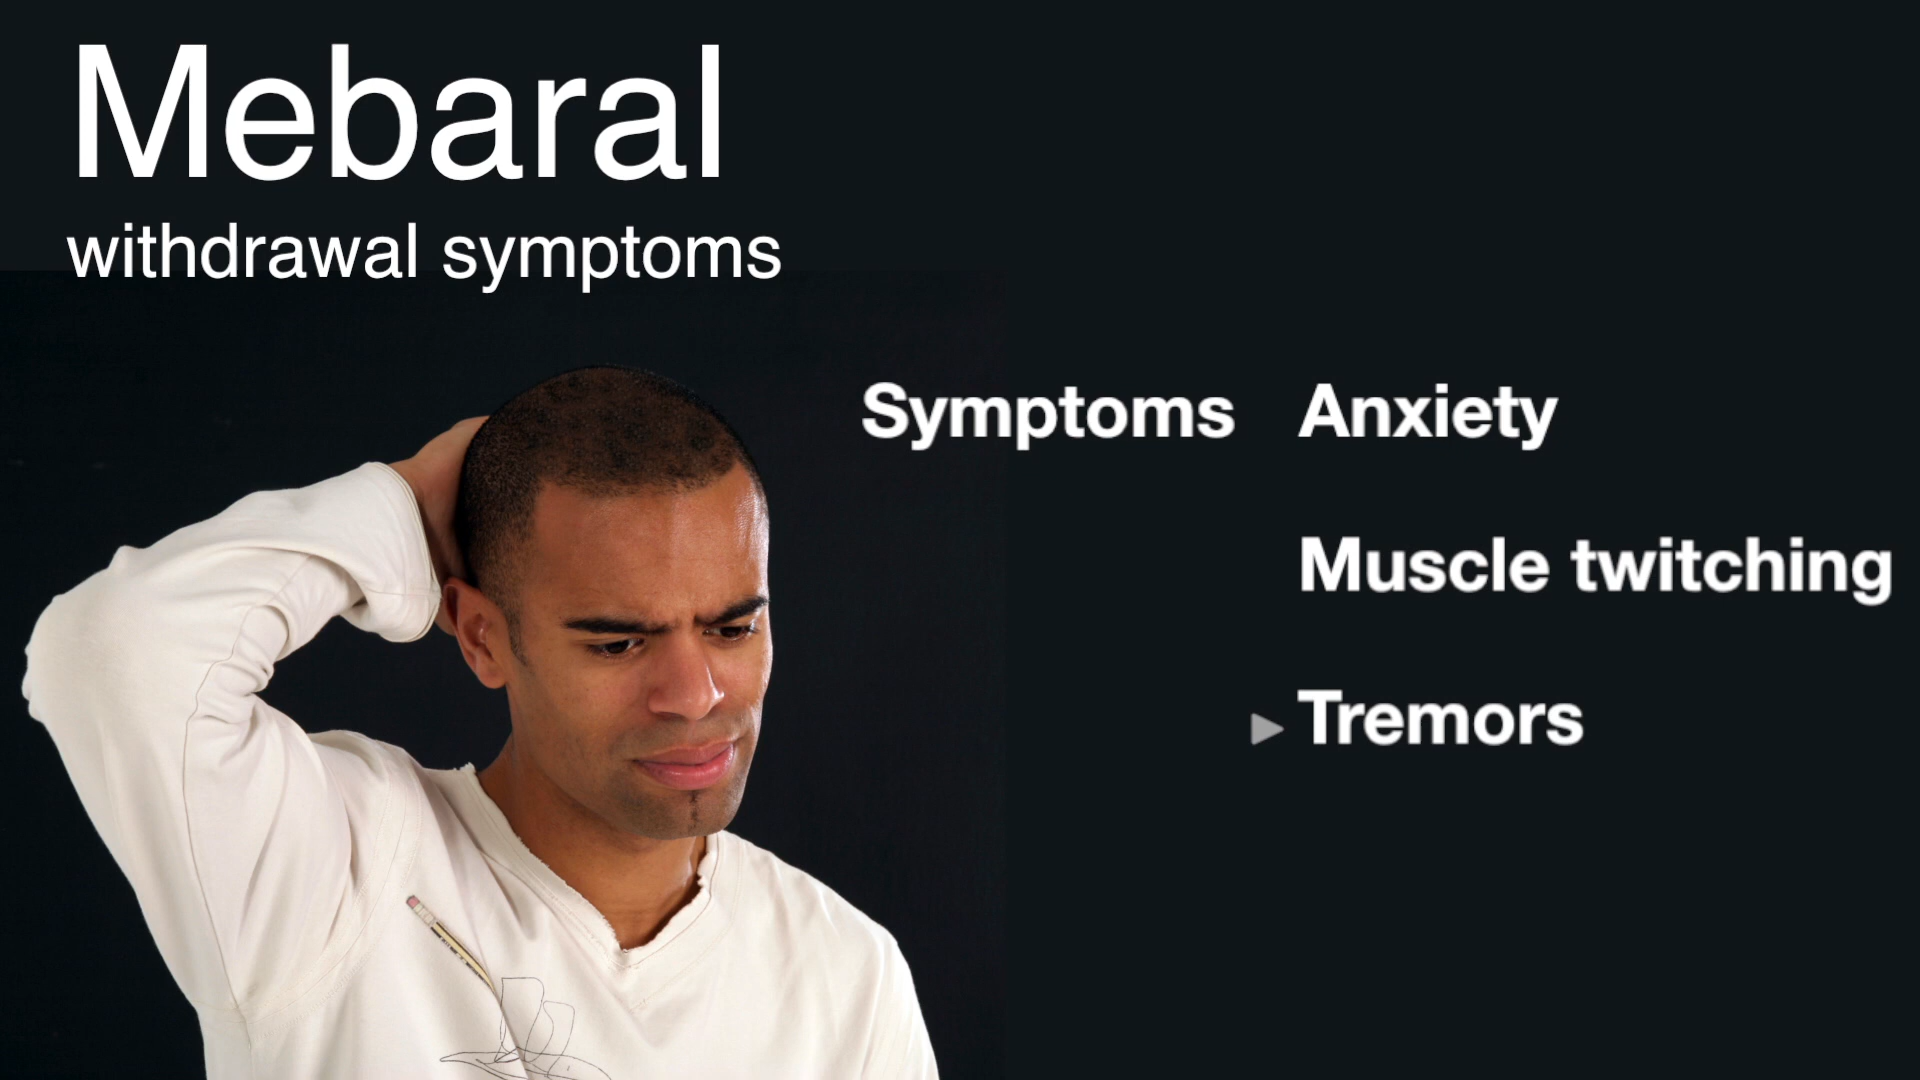 Mebaral
withdrawal symptoms
Symptoms Anxiety
Muscle twitching
Tremors